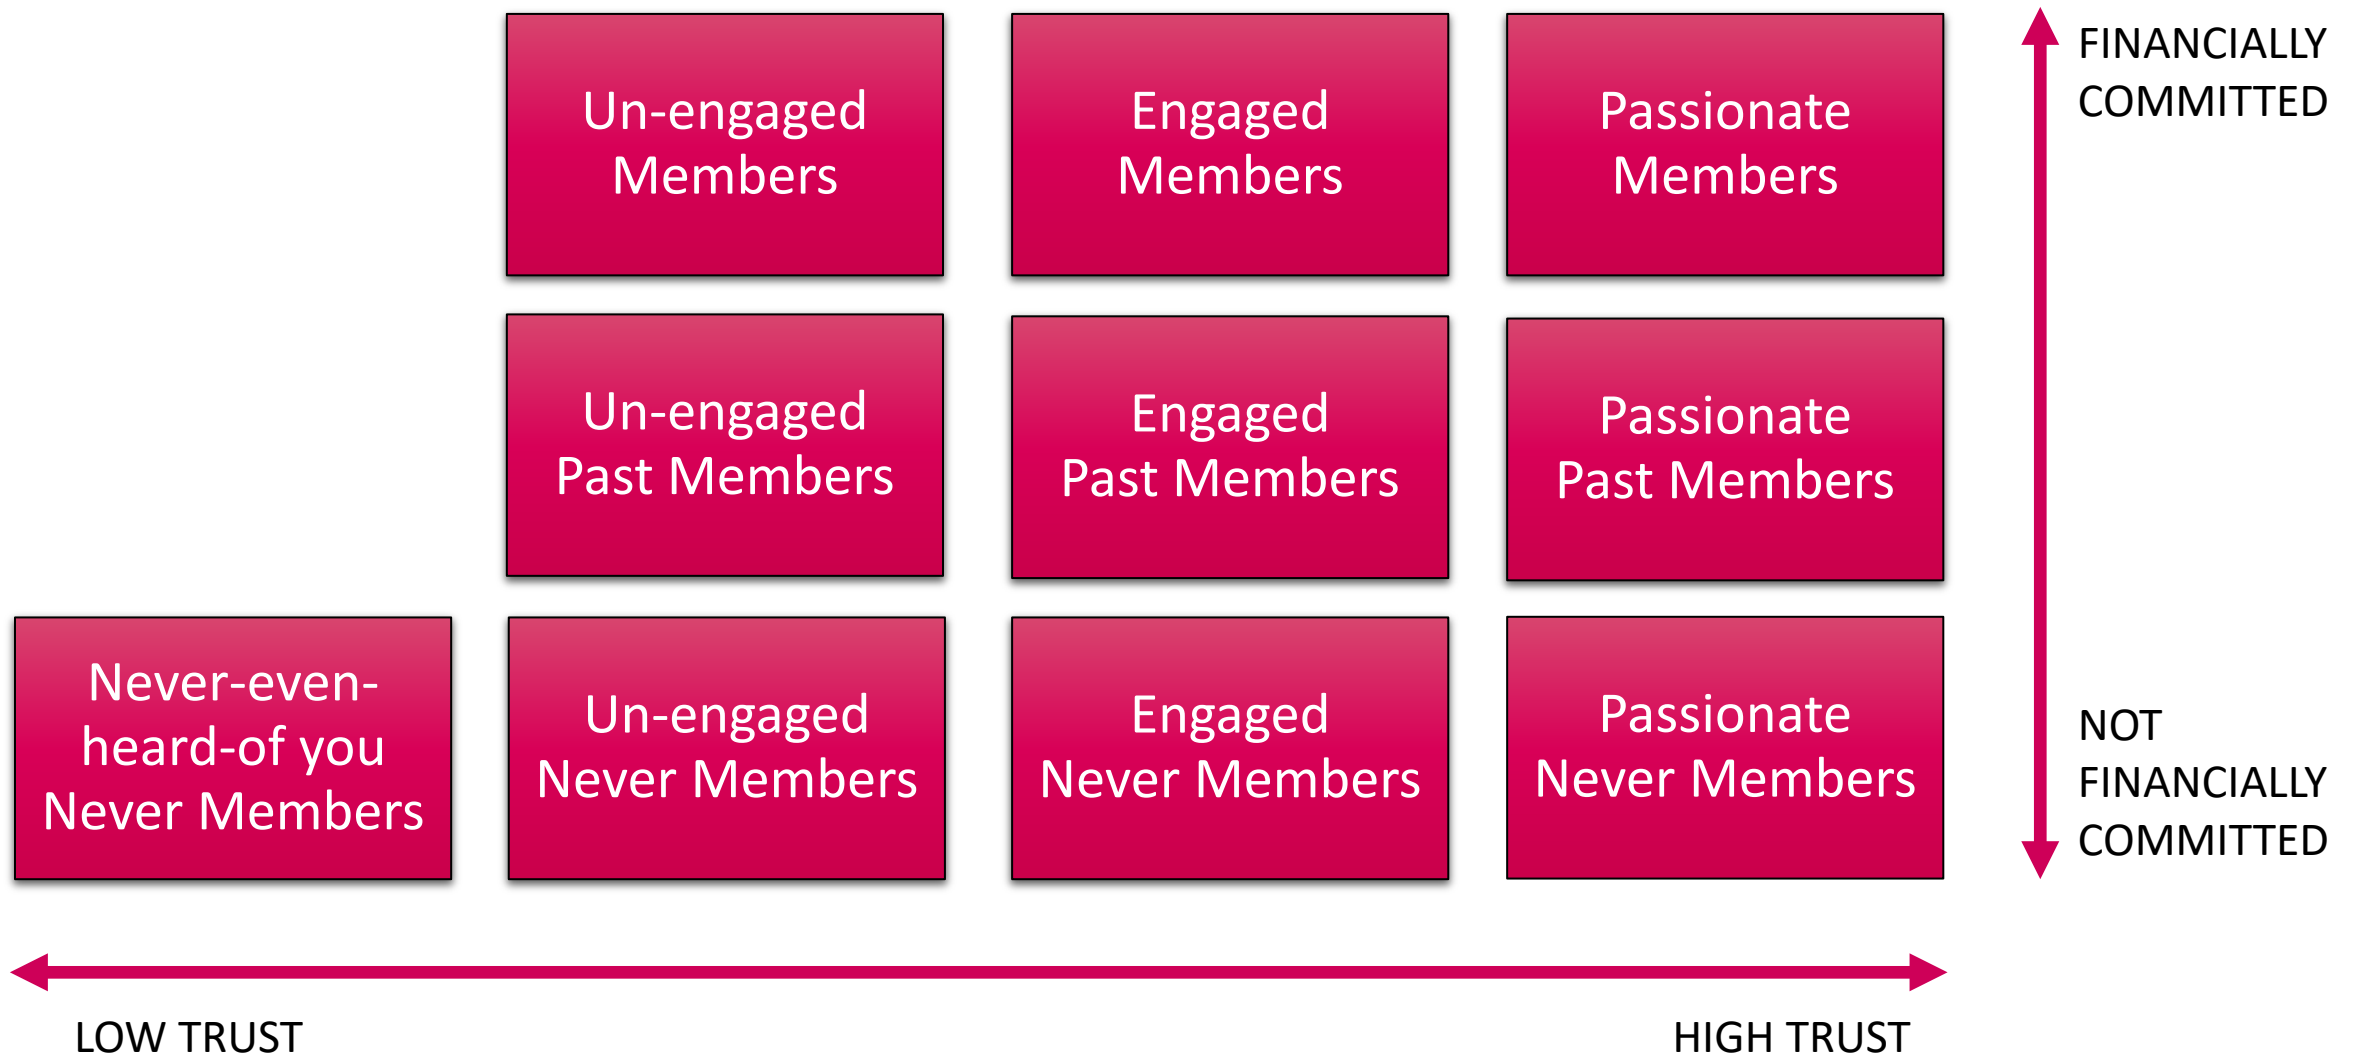 Un-engaged
Members
Engaged
Members
Passionate
Members
FINANCIALLY
COMMITTED
Un-engaged
Past Members
Engaged
Past Members
Passionate
Past Members
Never-even-
heard-of you
Never Members
Un-engaged
Never Members
Engaged
Never Members
Passionate
Never Members
NOT
FINANCIALLY
COMMITTED
LOW TRUST
HIGH TRUST